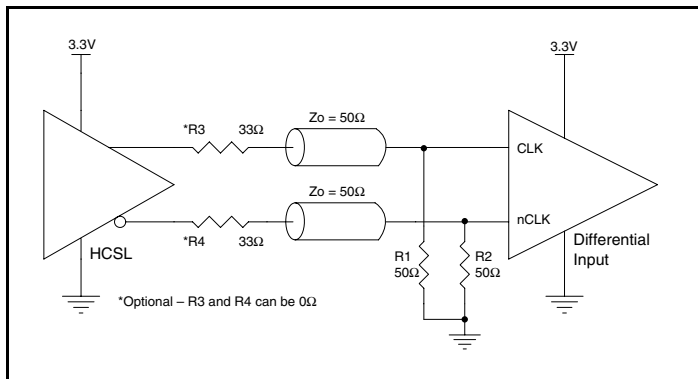 3.3V
3.3V
*R3
33Ω
Zo = 50Ω
CLK
Zo = 50Ω
nCLK
*R4
33Ω
HCSL
R1
50Ω
R2
50Ω
Differential
Input
*Optional – R3 and R4 can be 0Ω